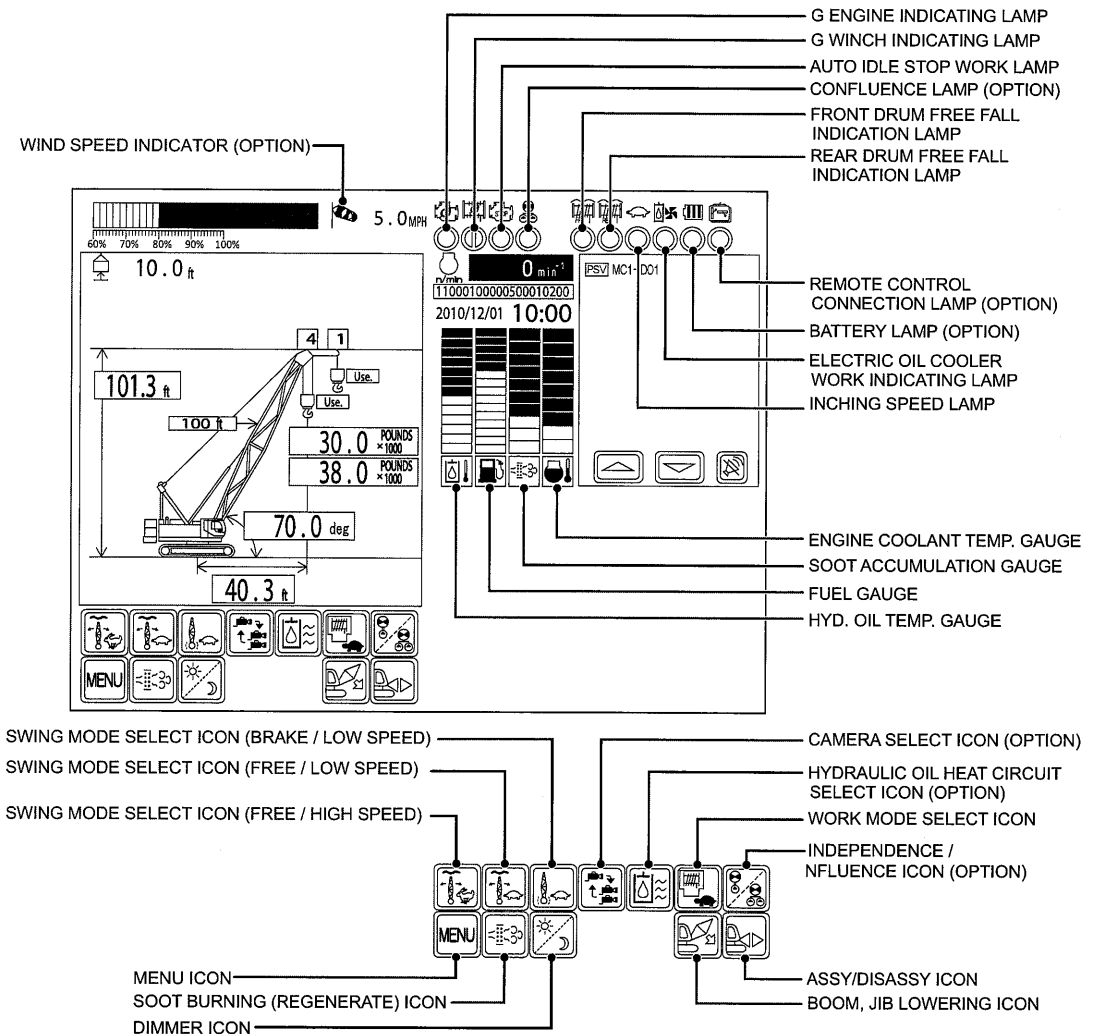 G ENGINE INDICATING LAMP
G WINCH INDICATING LAMP
AUTO IDLE STOP WORK LAMP
CONFLUENCE LAMP (OPTION)
FRONT DRUM FREE FALL
INDICATION LAMP
REAR DRUM FREE FALL
INDICATION LAMP
WIND SPEED INDICATOR (OPTION)
5.0 MPH
60% 70% 80% 90% 100%
10.0 ft
n/min
0 min-1
11000100000500010200
2010/12/01 10:00
PSV MC1-DO1
REMOTE CONTROL
CONNECTION LAMP (OPTION)
BATTERY LAMP (OPTION)
ELECTRIC OIL COOLER
WORK INDICATING LAMP
INCHING SPEED LAMP
4 1
101.3 ft
Use.
Use.
100 ft
30.0 POUNDS ×1000
38.0 POUNDS ×1000
70.0 deg
40.3 ft
ENGINE COOLANT TEMP. GAUGE
SOOT ACCUMULATION GAUGE
FUEL GAUGE
HYD. OIL TEMP. GAUGE
MENU
SWING MODE SELECT ICON (BRAKE / LOW SPEED)
SWING MODE SELECT ICON (FREE / LOW SPEED)
SWING MODE SELECT ICON (FREE / HIGH SPEED)
CAMERA SELECT ICON (OPTION)
HYDRAULIC OIL HEAT CIRCUIT
SELECT ICON (OPTION)
WORK MODE SELECT ICON
INDEPENDENCE /
NFLUENCE ICON (OPTION)
MENU
MENU ICON
SOOT BURNING (REGENERATE) ICON
DIMMER ICON
ASSY/DISASSY ICON
BOOM, JIB LOWERING ICON